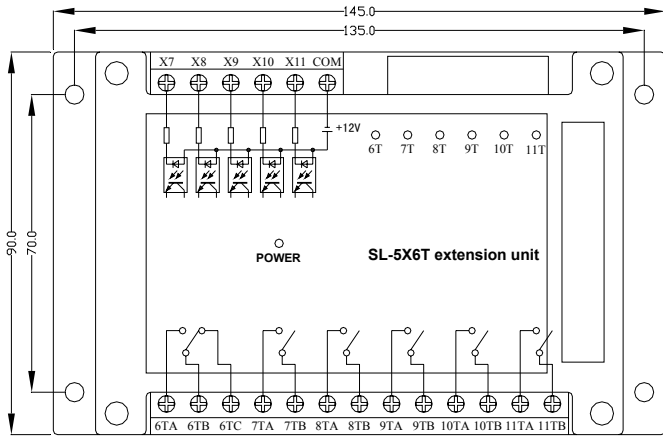 145.0
135.0
X7 X8 X9 X10 X11 COM
+12V
6T 7T 8T 9T 10T 11T
90.0
70.0
POWER
SL-5X6T extension unit
6TA 6TB 6TC 7TA 7TB 8TA 8TB 9TA 9TB 10TA 10TB 11TA 11TB